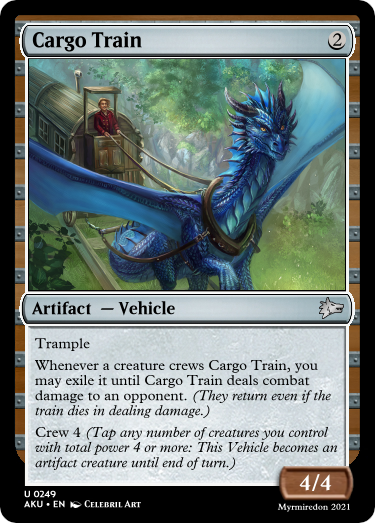 Cargo Train 2
Artifact — Vehicle
Trample
Whenever a creature crews Cargo Train, you
may exile it until Cargo Train deals combat
damage to an opponent. (They return even if the
train dies in dealing damage.)
Crew 4 (Tap any number of creatures you control
with total power 4 or more: This Vehicle becomes an
artifact creature until end of turn.)
4/4
U 0249
AKU • EN Celebril Art
Myrmiredon 2021